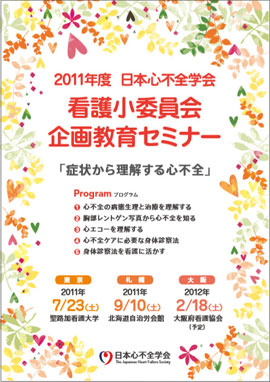 2011年度 日本心不全学会
看護小委員会
企画教育セミナー
「症状から理解する心不全」
Program プログラム
1 心不全の病態生理と治療を理解する
2 胸部レントゲン写真から心不全を知る
3 心エコーを理解する
4 心不全ケアに必要な身体診察法
5 身体診察法を看護に活かす
東京 札幌 大阪
2011年 2011年 2012年
7/23(土) 9/10(土) 2/18(土)
聖路加看護大学 北海道自治労会館 大阪府看護協会
(予定)
日本心不全学会
The Japanese Heart Failure Society